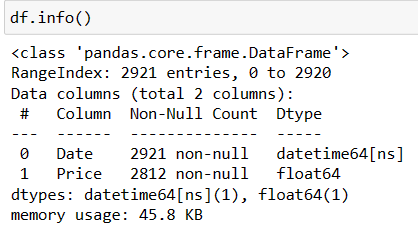 df.info()
<class 'pandas.core.frame.DataFrame'>
RangeIndex: 2921 entries, 0 to 2920
Data columns (total 2 columns):
 #   Column  Non-Null Count  Dtype
---  ------  --------------  -----
 0   Date    2921 non-null   datetime64[ns]
 1   Price   2812 non-null   float64
dtypes: datetime64[ns](1), float64(1)
memory usage: 45.8 KB